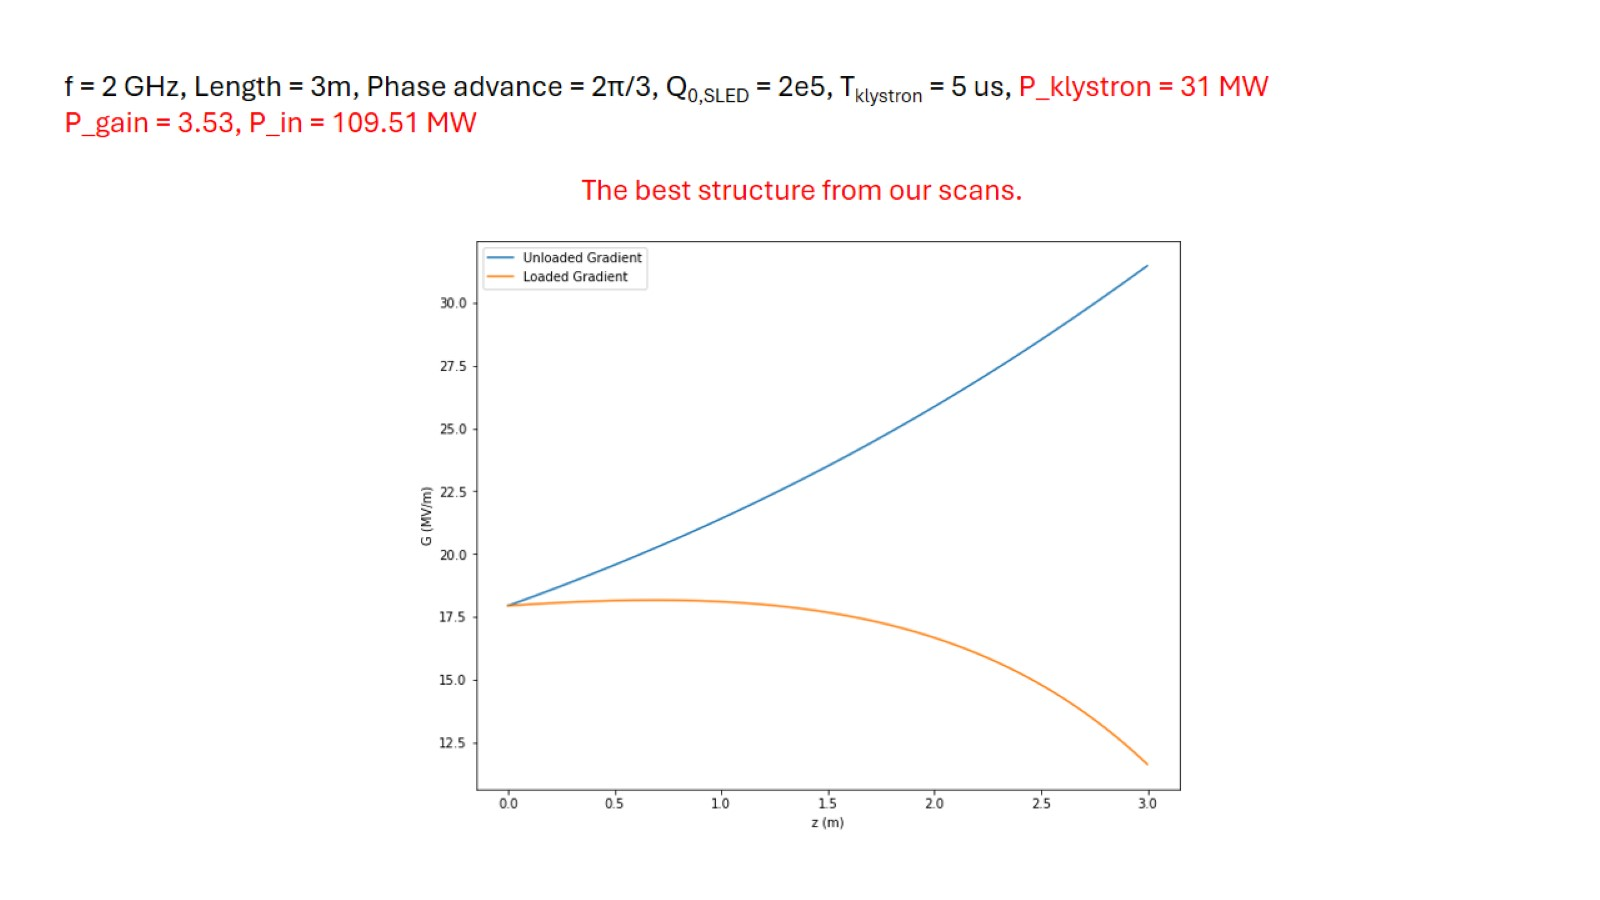 f = 2 GHz, Length = 3m, Phase advance = 2π/3, Q0,SLED = 2e5, Tklystron = 5 us, P_klystron = 31 MW
P_gain = 3.53, P_in = 109.51 MW
The best structure from our scans.
Unloaded Gradient
Loaded Gradient
30.0
27.5
25.0
22.5
20.0
17.5
15.0
12.5
G (MV/m)
0.0 0.5 1.0 1.5 2.0 2.5 3.0
z (m)